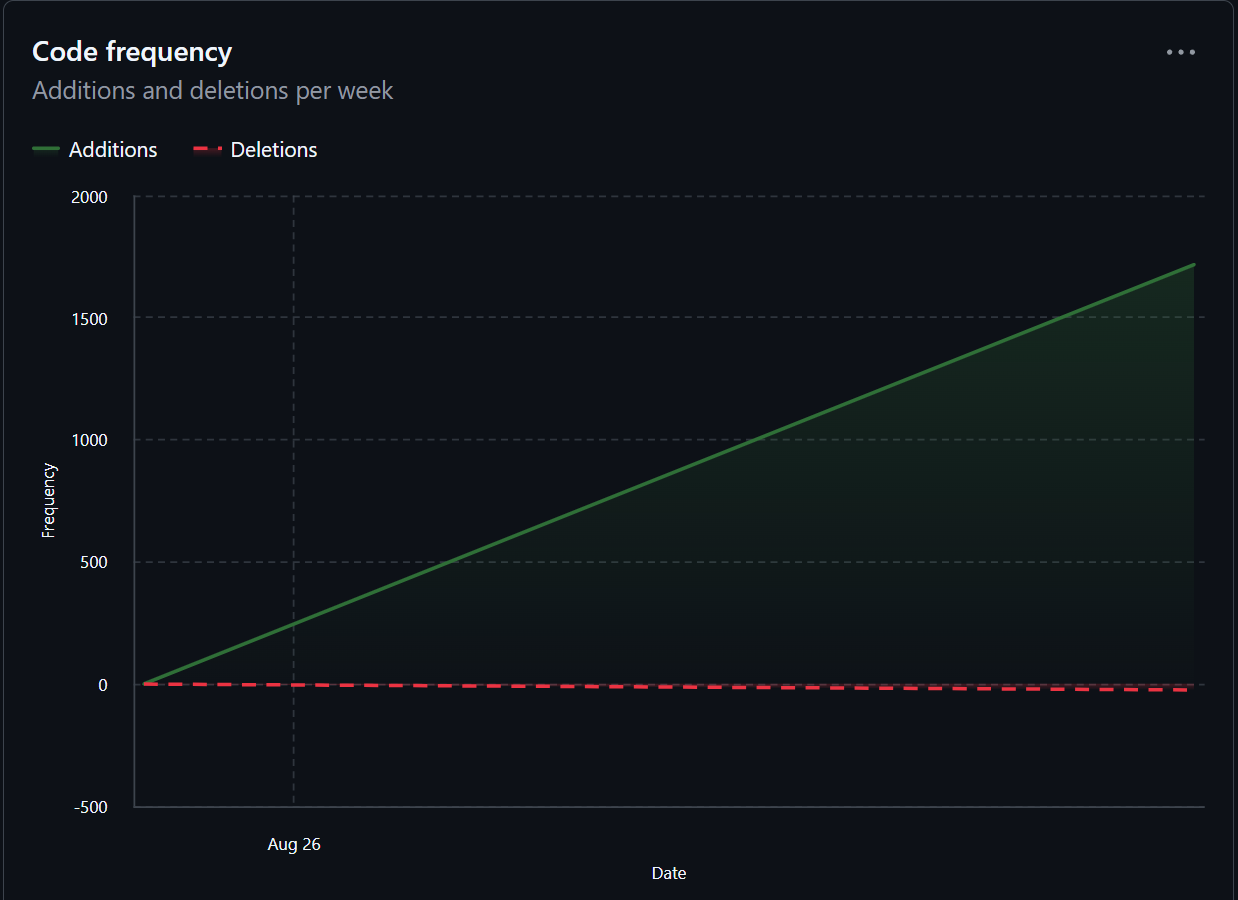 Code frequency
Additions and deletions per week
Additions
Deletions
2000
1500
1000
500
0
-500
Frequency
Aug 26
Date